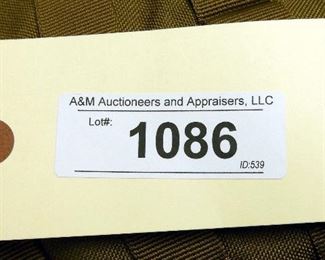 A&M Auctioneers and Appraisers, LLC
Lot#: 1086
ID:539